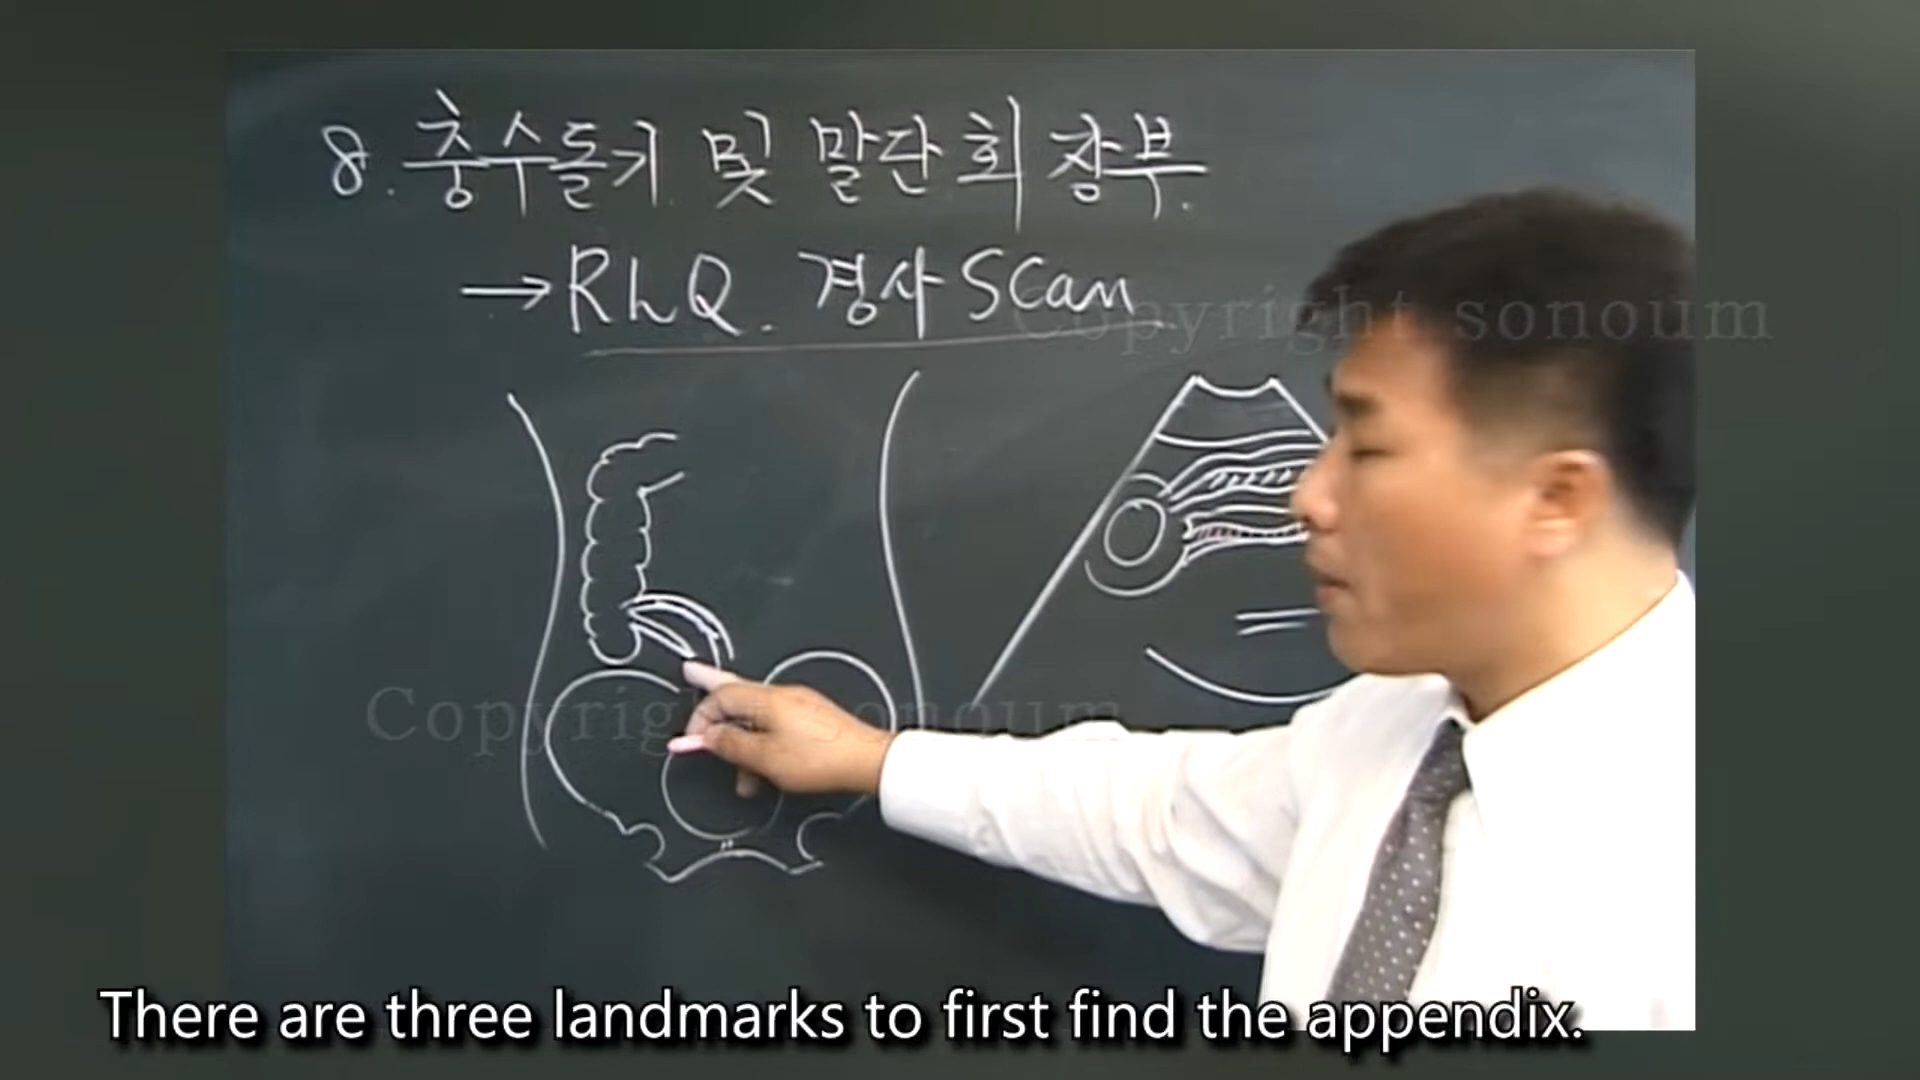 8. 충수돌기 및 말단회장부.
→ RLQ. 경사 SCan
Copyright sonoum
Copyright sonoum
There are three landmarks to first find the appendix.